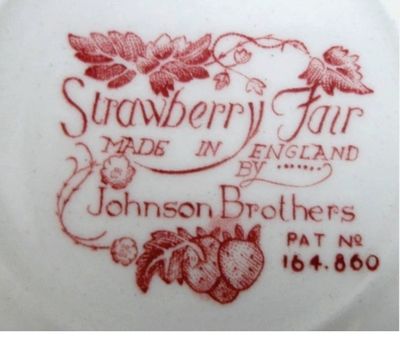 Strawberry Fair
MADE IN ENGLAND
BY .......
Johnson Brothers
PAT No
164.860